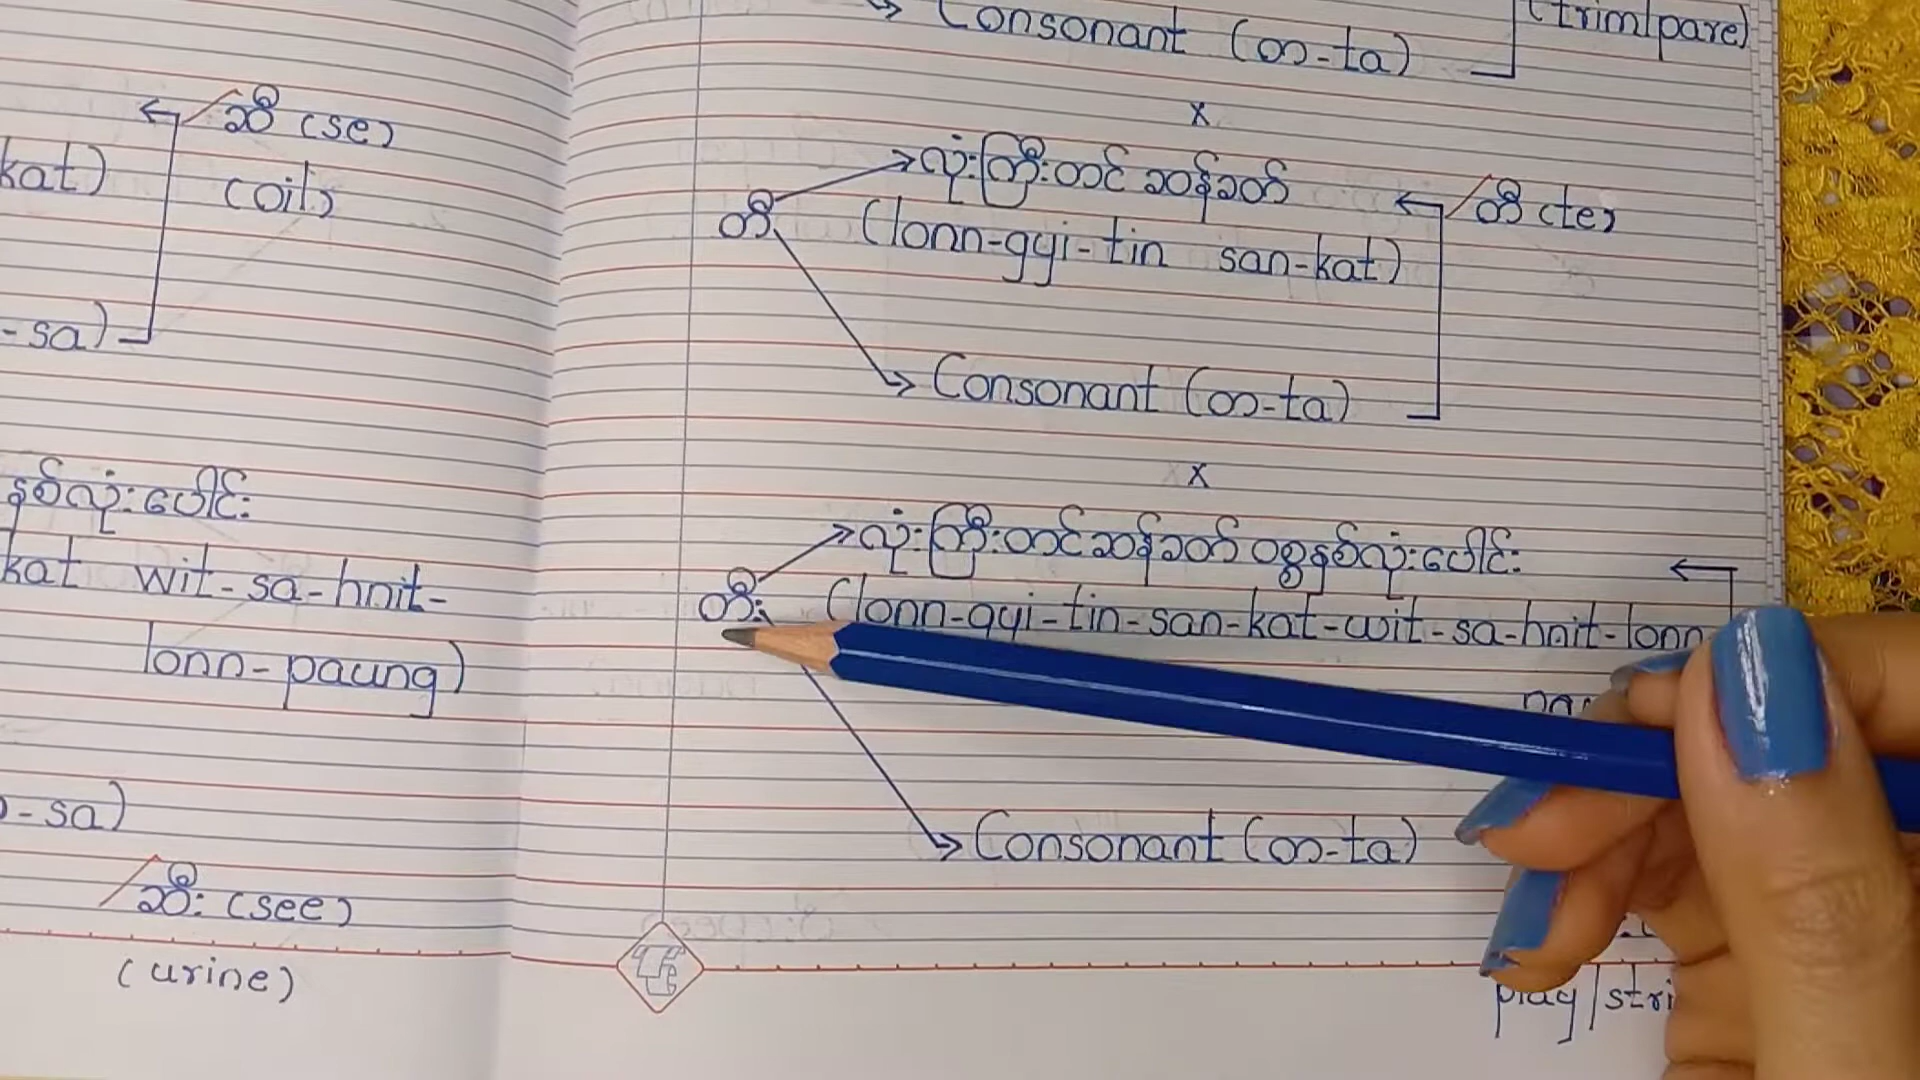 သီ (se)
(oil)
kat)
-sa)
နှစ်လုံးပေါင်း
kat wit-sa-hnit-
lonn-paung)
-sa)
သီး (see)
(urine)
Consonant (တ-ta)
(trim/pare)
x
တီ
လုံးကြီးတင် ဆန်ခတ်
(lonn-gyi-tin san-kat)
တီ (te)
Consonant (တ-ta)
x
တီး
လုံးကြီးတင်ဆန်ခတ် ဝစ္စနှစ်လုံးပေါင်း
(lonn-gyi-tin-san-kat-wit-sa-hnit-lonn
Consonant (တ-ta)
play/stri